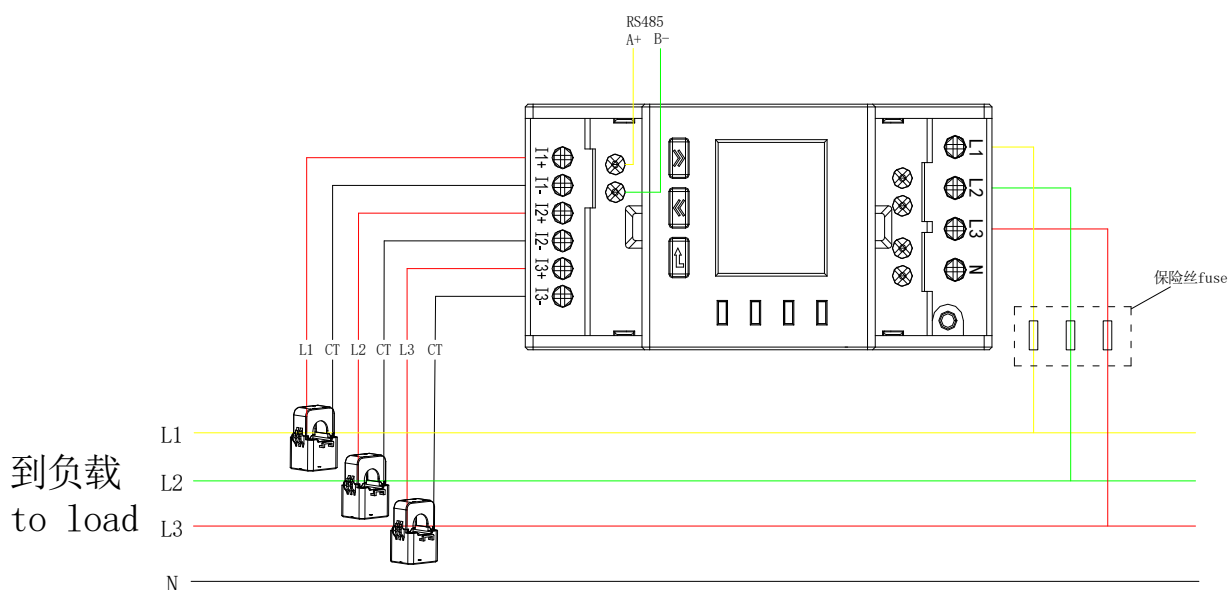 RS485
A+ B-
I1+
I1-
I2+
I2-
I3+
I3-
L1
L2
L3
N
保险丝fuse
L1 CT L2 CT L3 CT
L1
到负载
L2
to load
L3
N